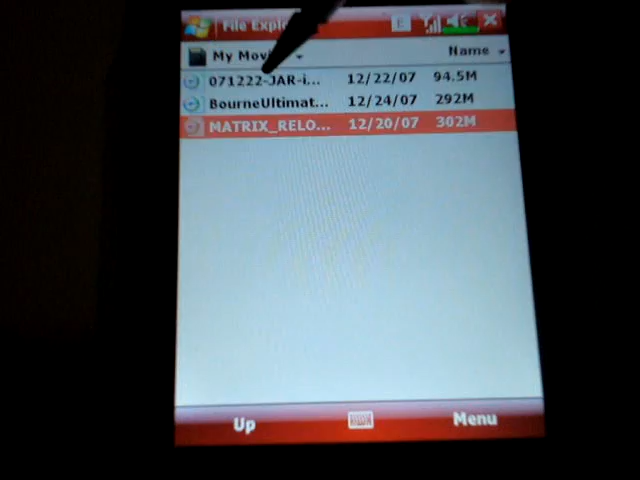 File Expl
E
My Movi
Name
071222-JAR-i... 12/22/07 94.5M
BourneUltimat... 12/24/07 292M
MATRIX_RELO... 12/20/07 302M
Up
Menu